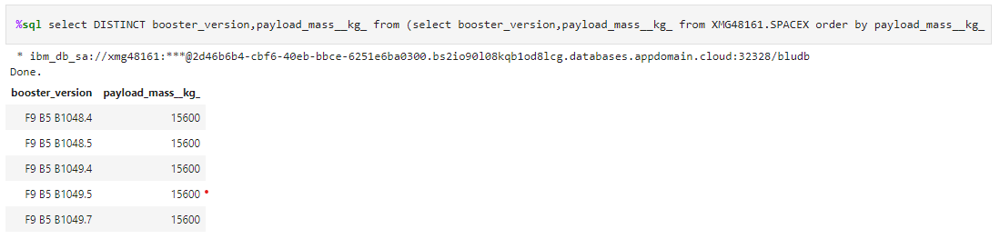 %sql select DISTINCT booster_version,payload_mass__kg_ from (select booster_version,payload_mass__kg_ from XMG48161.SPACEX order by payload_mass__kg_
* ibm_db_sa://xmg48161:***@2d46b6b4-cbf6-40eb-bbce-6251e6ba0300.bs2io90l08kqb1od8lcg.databases.appdomain.cloud:32328/bludb
Done.
booster_version payload_mass__kg_
F9 B5 B1048.4 15600
F9 B5 B1048.5 15600
F9 B5 B1049.4 15600
F9 B5 B1049.5 15600
F9 B5 B1049.7 15600